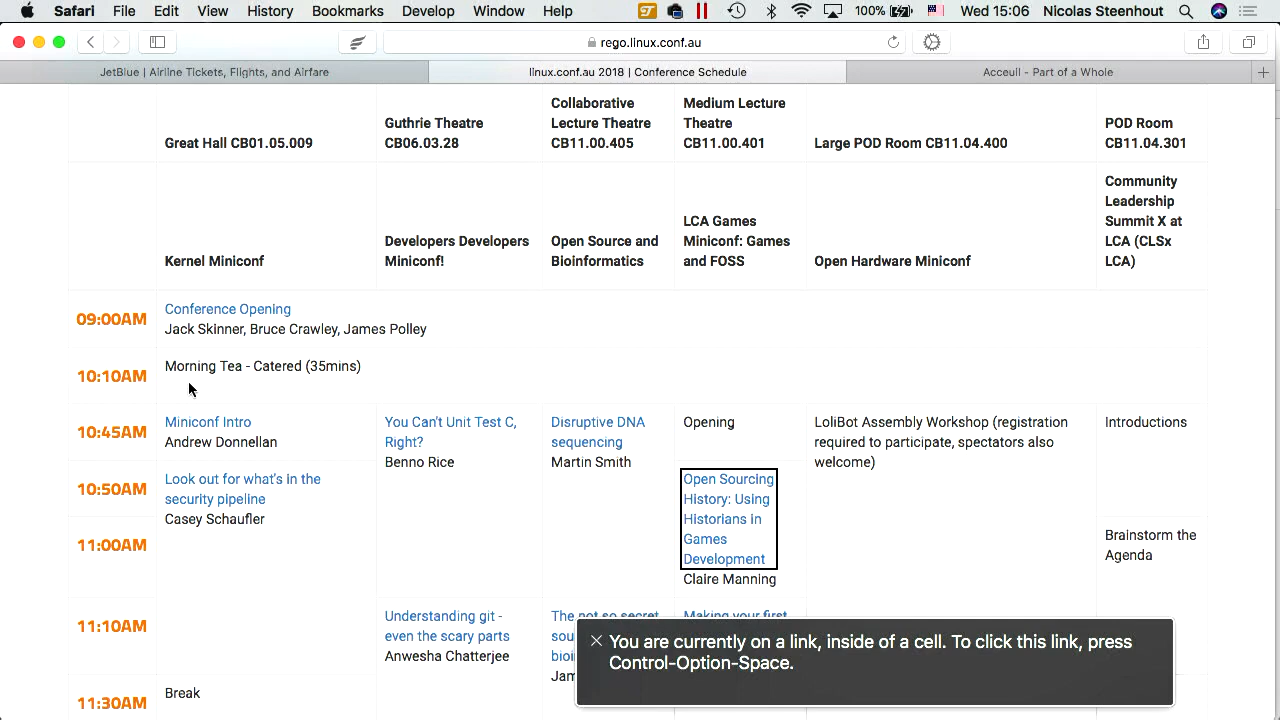 Safari File Edit View History Bookmarks Develop Window Help 100% Wed 15:06 Nicolas Steenhout
rego.linux.conf.au
JetBlue | Airline Tickets, Flights, and Airfare
linux.conf.au 2018 | Conference Schedule
Acceuil - Part of a Whole
Great Hall CB01.05.009
Guthrie Theatre
CB06.03.28
Collaborative
Lecture Theatre
CB11.00.405
Medium Lecture
Theatre
CB11.00.401
Large POD Room CB11.04.400
POD Room
CB11.04.301
Kernel Miniconf
Developers Developers
Miniconf!
Open Source and
Bioinformatics
LCA Games
Miniconf: Games
and FOSS
Open Hardware Miniconf
Community
Leadership
Summit X at
LCA (CLSx
LCA)
09:00AM
Conference Opening
Jack Skinner, Bruce Crawley, James Polley
10:10AM
Morning Tea - Catered (35mins)
10:45AM
Miniconf Intro
Andrew Donnellan
You Can't Unit Test C,
Right?
Benno Rice
Disruptive DNA
sequencing
Martin Smith
Opening
LoliBot Assembly Workshop (registration
required to participate, spectators also
welcome)
Introductions
10:50AM
Look out for what's in the
security pipeline
Casey Schaufler
Open Sourcing
History: Using
Historians in
Games
Development
Claire Manning
11:00AM
Brainstorm the
Agenda
11:10AM
Understanding git -
even the scary parts
Anwesha Chatterjee
The not so secret
Making your first
11:30AM
Break
You are currently on a link, inside of a cell. To click this link, press
Control-Option-Space.